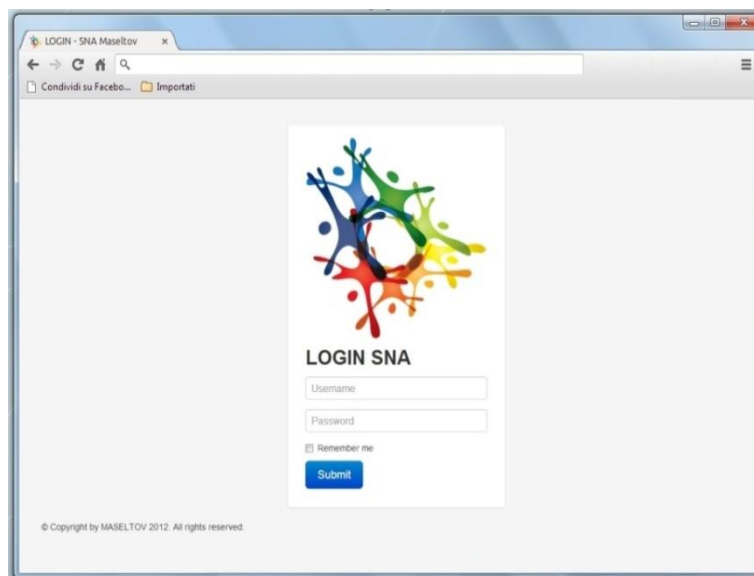 LOGIN - SNA Maseltov
Condividi su Facebo... Importati
LOGIN SNA
Username
Password
Remember me
Submit
© Copyright by MASELTOV 2012. All rights reserved.